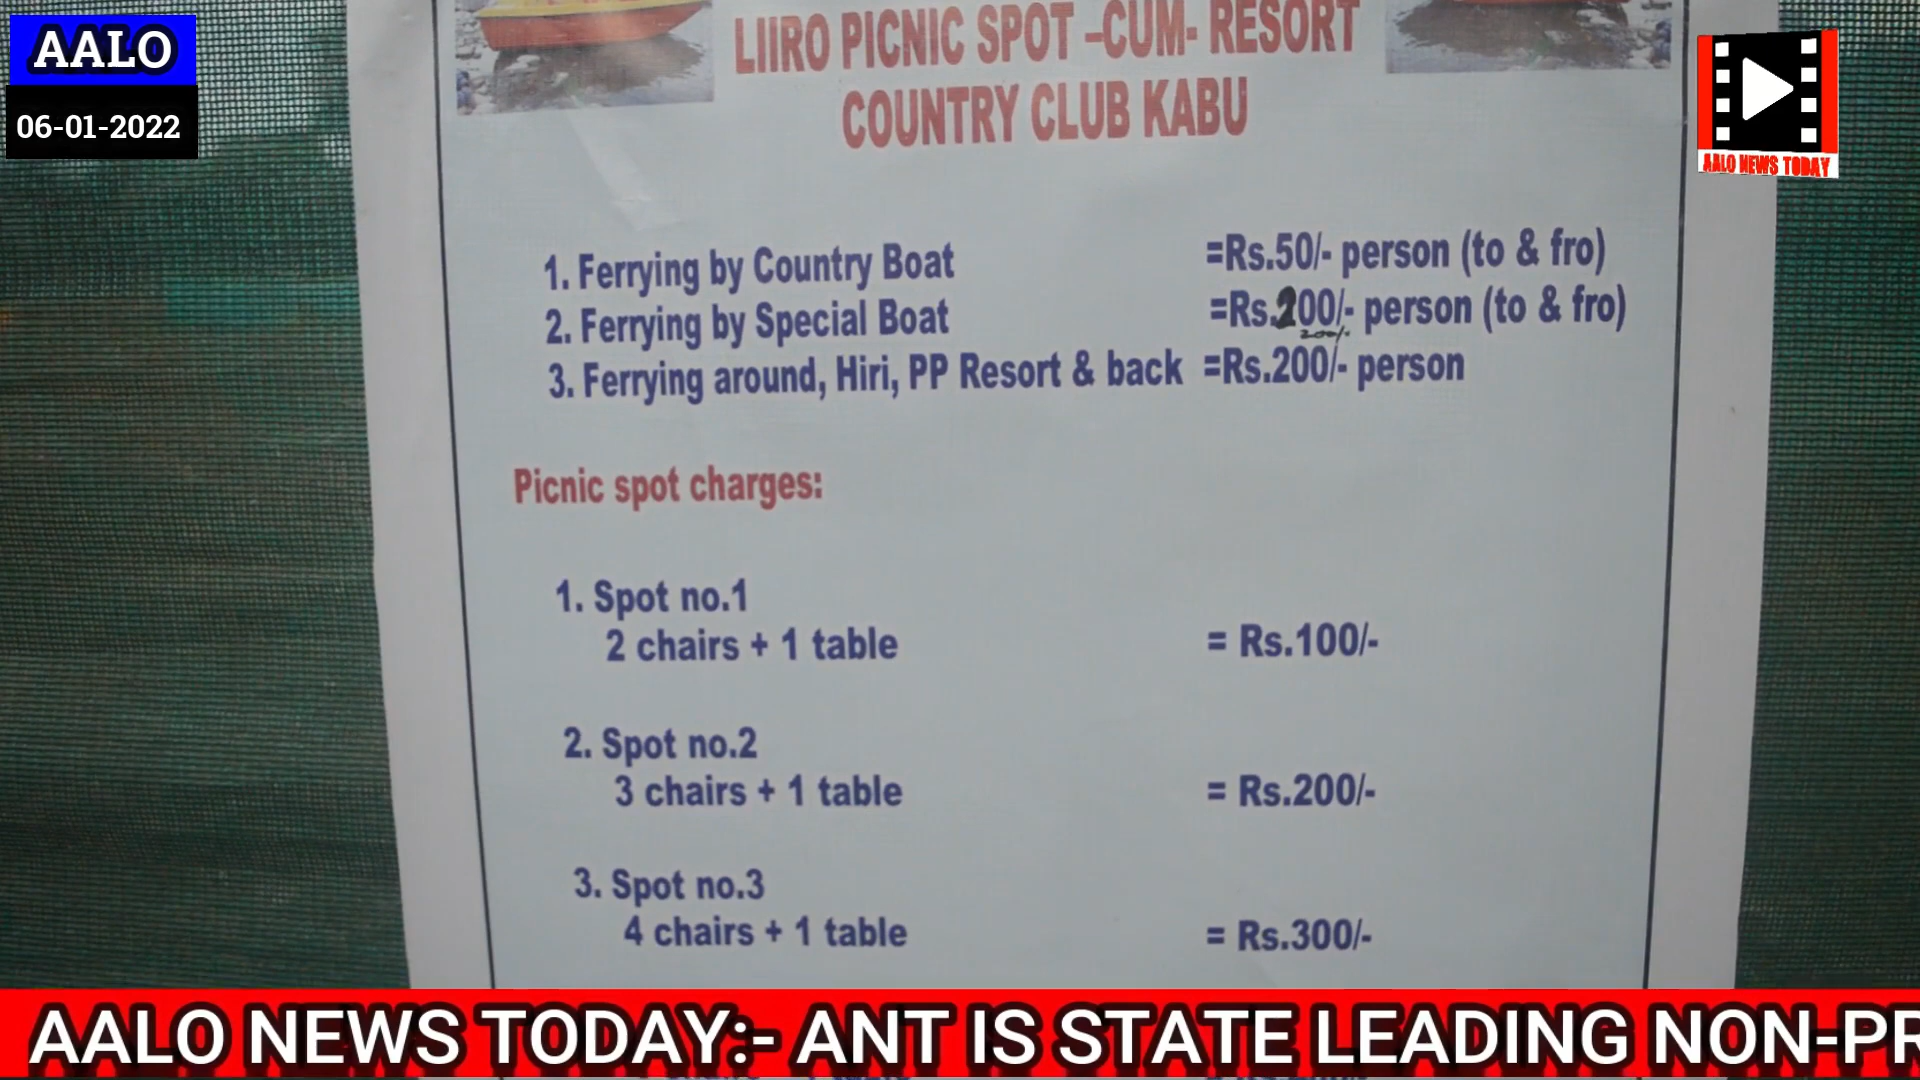 AALO
06-01-2022
AALO NEWS TODAY
LIIRO PICNIC SPOT –CUM- RESORT
COUNTRY CLUB KABU
1. Ferrying by Country Boat =Rs.50/- person (to & fro)
2. Ferrying by Special Boat =Rs.200/- person (to & fro)
200/-
3. Ferrying around, Hiri, PP Resort & back =Rs.200/- person
Picnic spot charges:
1. Spot no.1
2 chairs + 1 table = Rs.100/-
2. Spot no.2
3 chairs + 1 table = Rs.200/-
3. Spot no.3
4 chairs + 1 table = Rs.300/-
AALO NEWS TODAY:- ANT IS STATE LEADING NON-PR